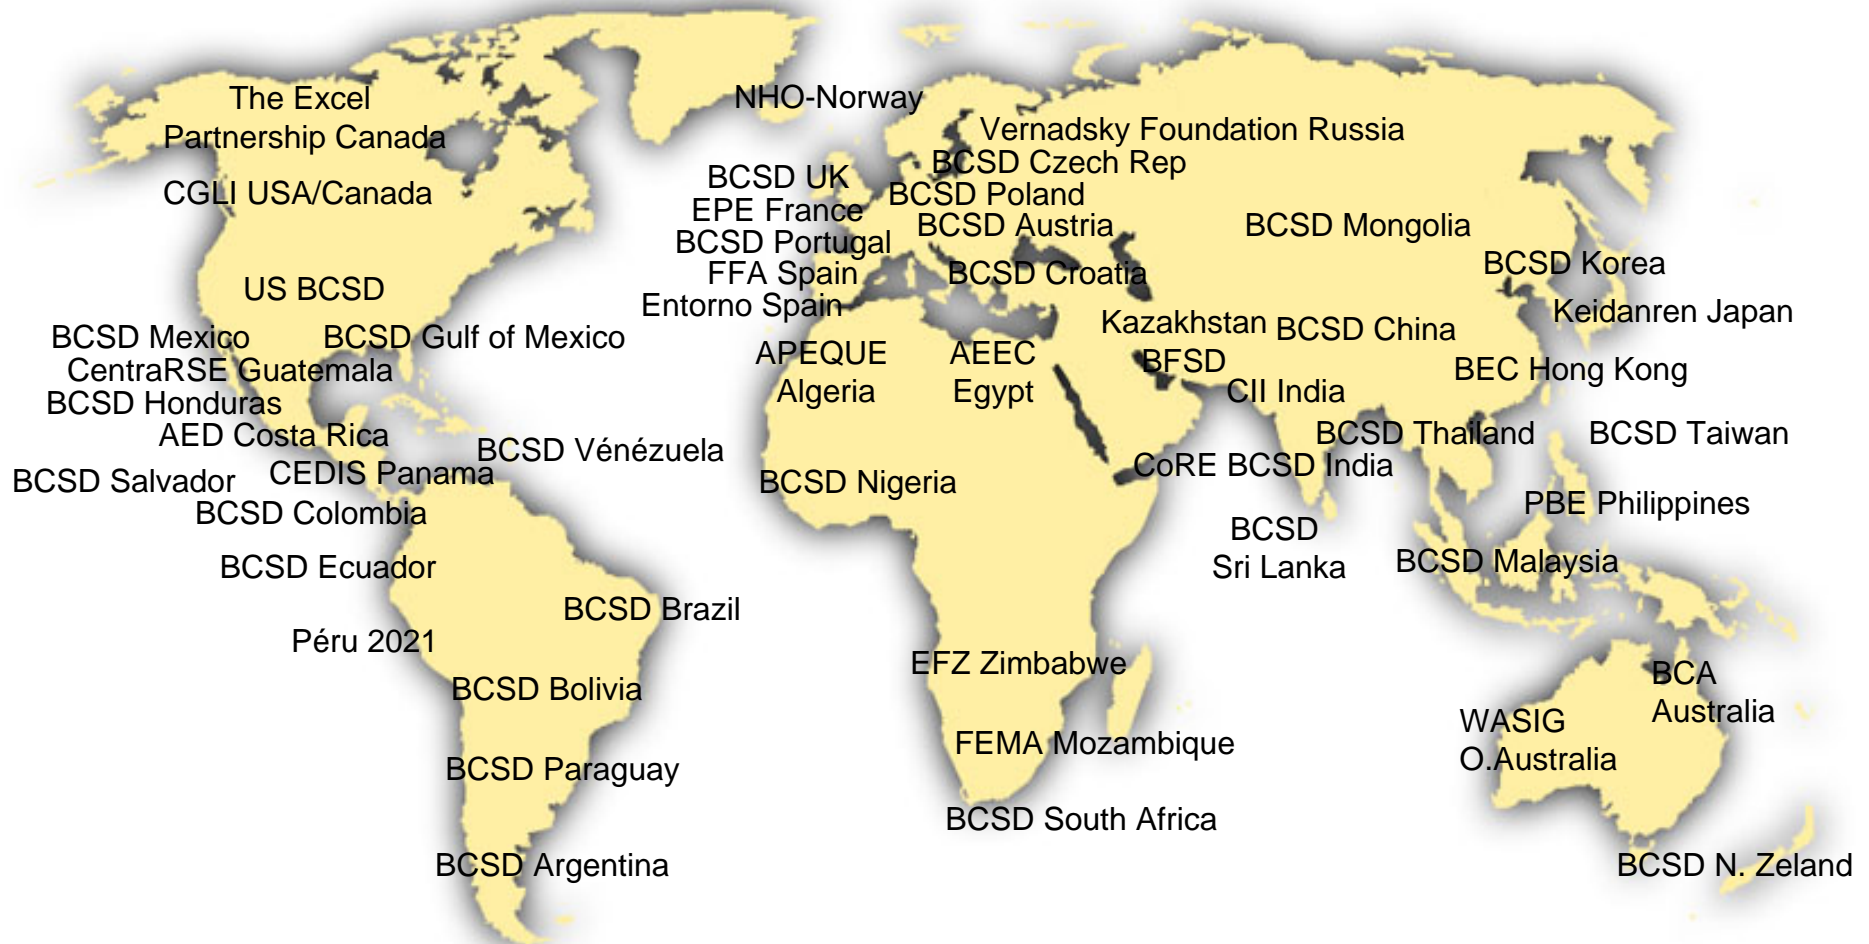 The Excel
Partnership Canada
CGLI USA/Canada
US BCSD
BCSD Mexico
BCSD Gulf of Mexico
CentraRSE Guatemala
BCSD Honduras
AED Costa Rica
BCSD Vénézuela
BCSD Salvador
CEDIS Panama
BCSD Colombia
BCSD Ecuador
BCSD Brazil
Péru 2021
BCSD Bolivia
BCSD Paraguay
BCSD Argentina
NHO-Norway
Vernadsky Foundation Russia
BCSD Czech Rep
BCSD UK
BCSD Poland
EPE France
BCSD Austria
BCSD Portugal
FFA Spain
BCSD Croatia
Entorno Spain
APEQUE
Algeria
AEEC
Egypt
BCSD Nigeria
EFZ Zimbabwe
FEMA Mozambique
BCSD South Africa
BCSD Mongolia
BCSD Korea
Keidanren Japan
Kazakhstan
BFSD
BCSD China
BEC Hong Kong
CII India
BCSD Thailand
BCSD Taiwan
CoRE BCSD India
PBE Philippines
BCSD
Sri Lanka
BCSD Malaysia
BCA
Australia
WASIG
O.Australia
BCSD N. Zeland